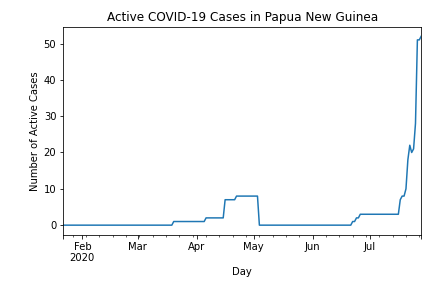 Active COVID-19 Cases in Papua New Guinea
Number of Active Cases
50
40
30
20
10
0
Feb Mar Apr May Jun Jul
2020
Day